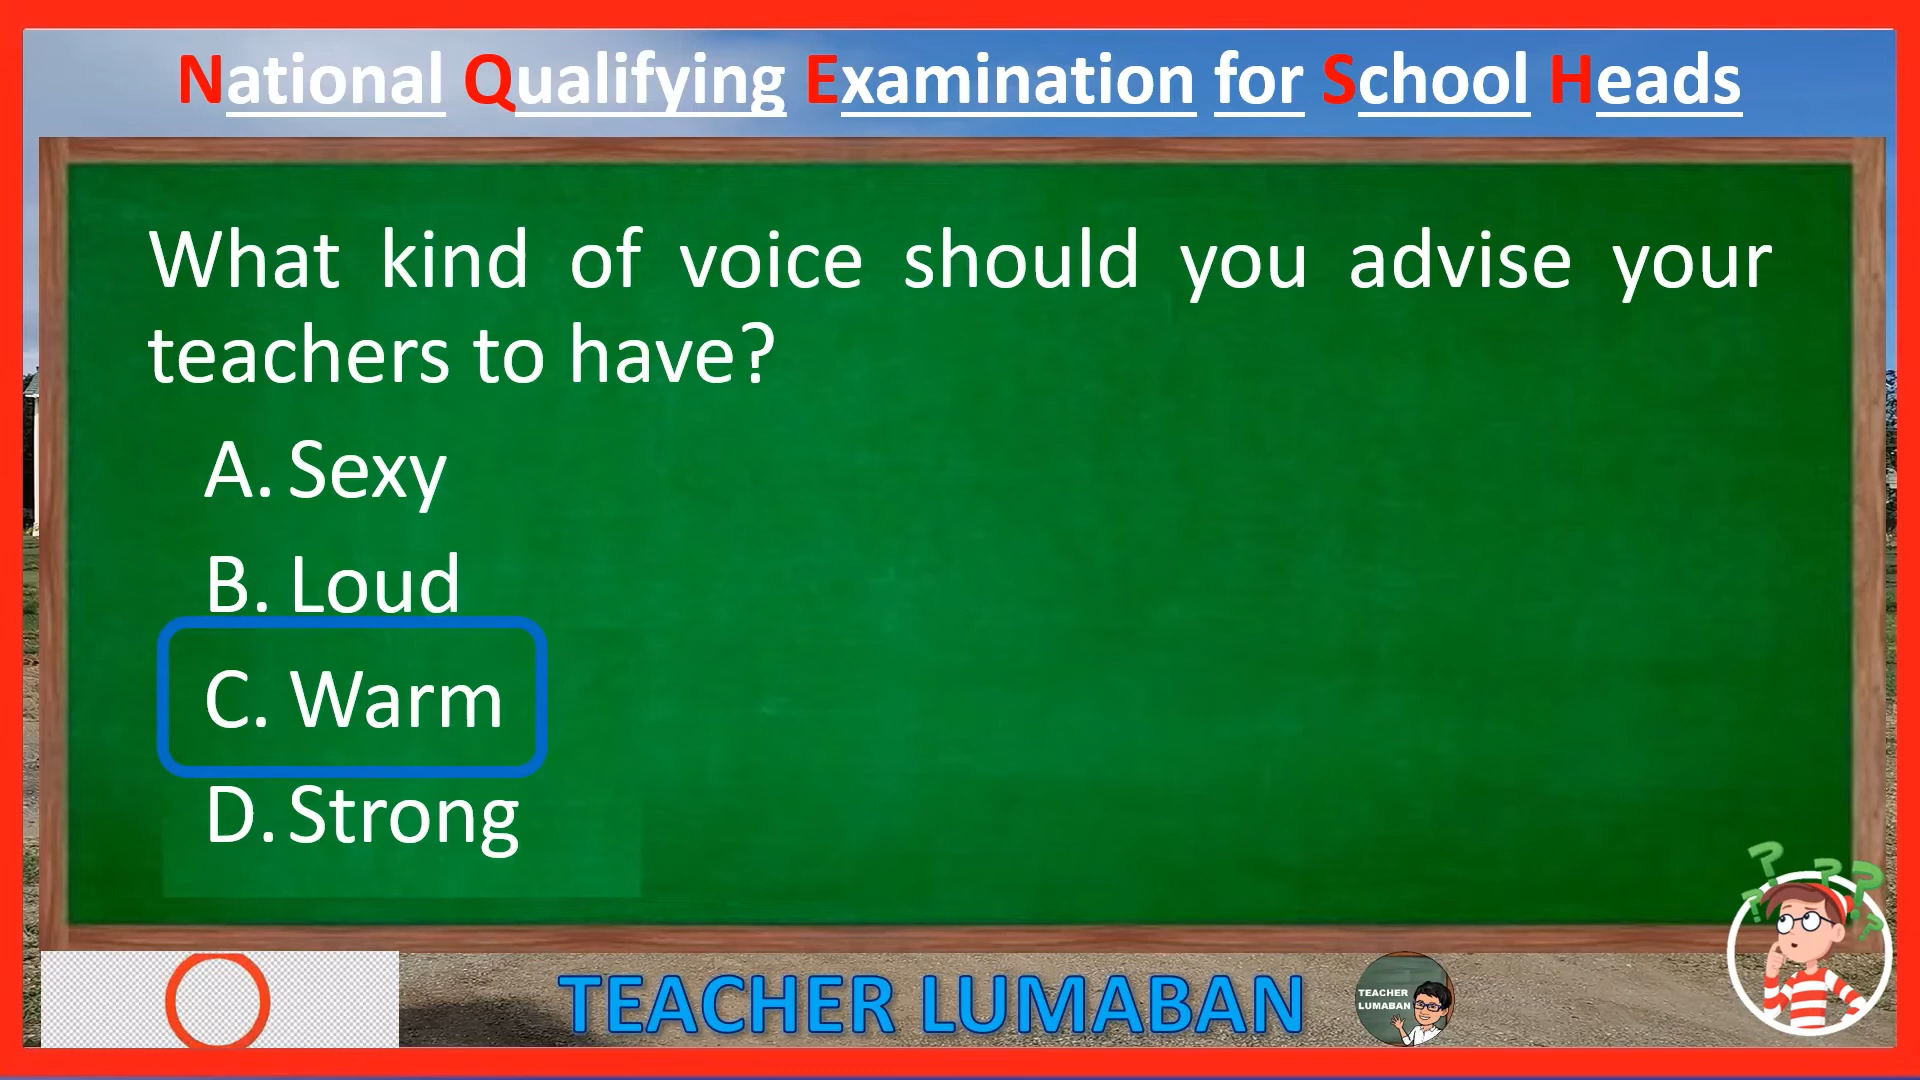 National Qualifying Examination for School Heads
What kind of voice should you advise your
teachers to have?
A. Sexy
B. Loud
C. Warm
D. Strong
TEACHER LUMABAN
TEACHER
LUMABAN